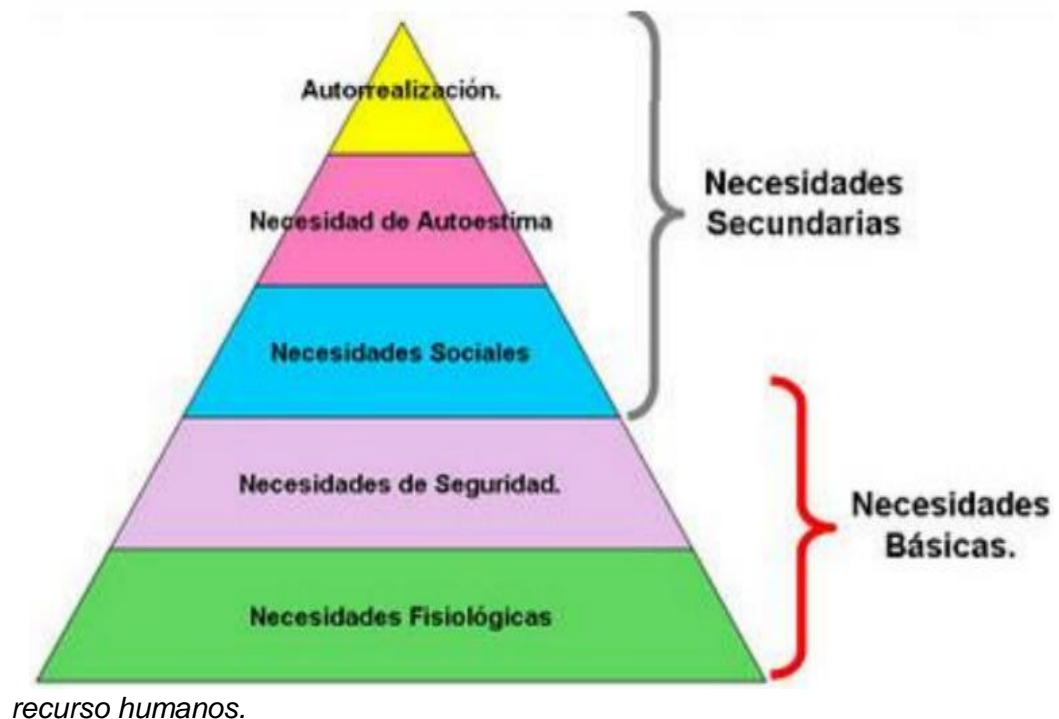 Autorrealización.
Necesidad de Autoestima
Necesidades Sociales
Necesidades de Seguridad.
Necesidades Fisiológicas
Necesidades
Secundarias
Necesidades
Básicas.
recurso humanos.